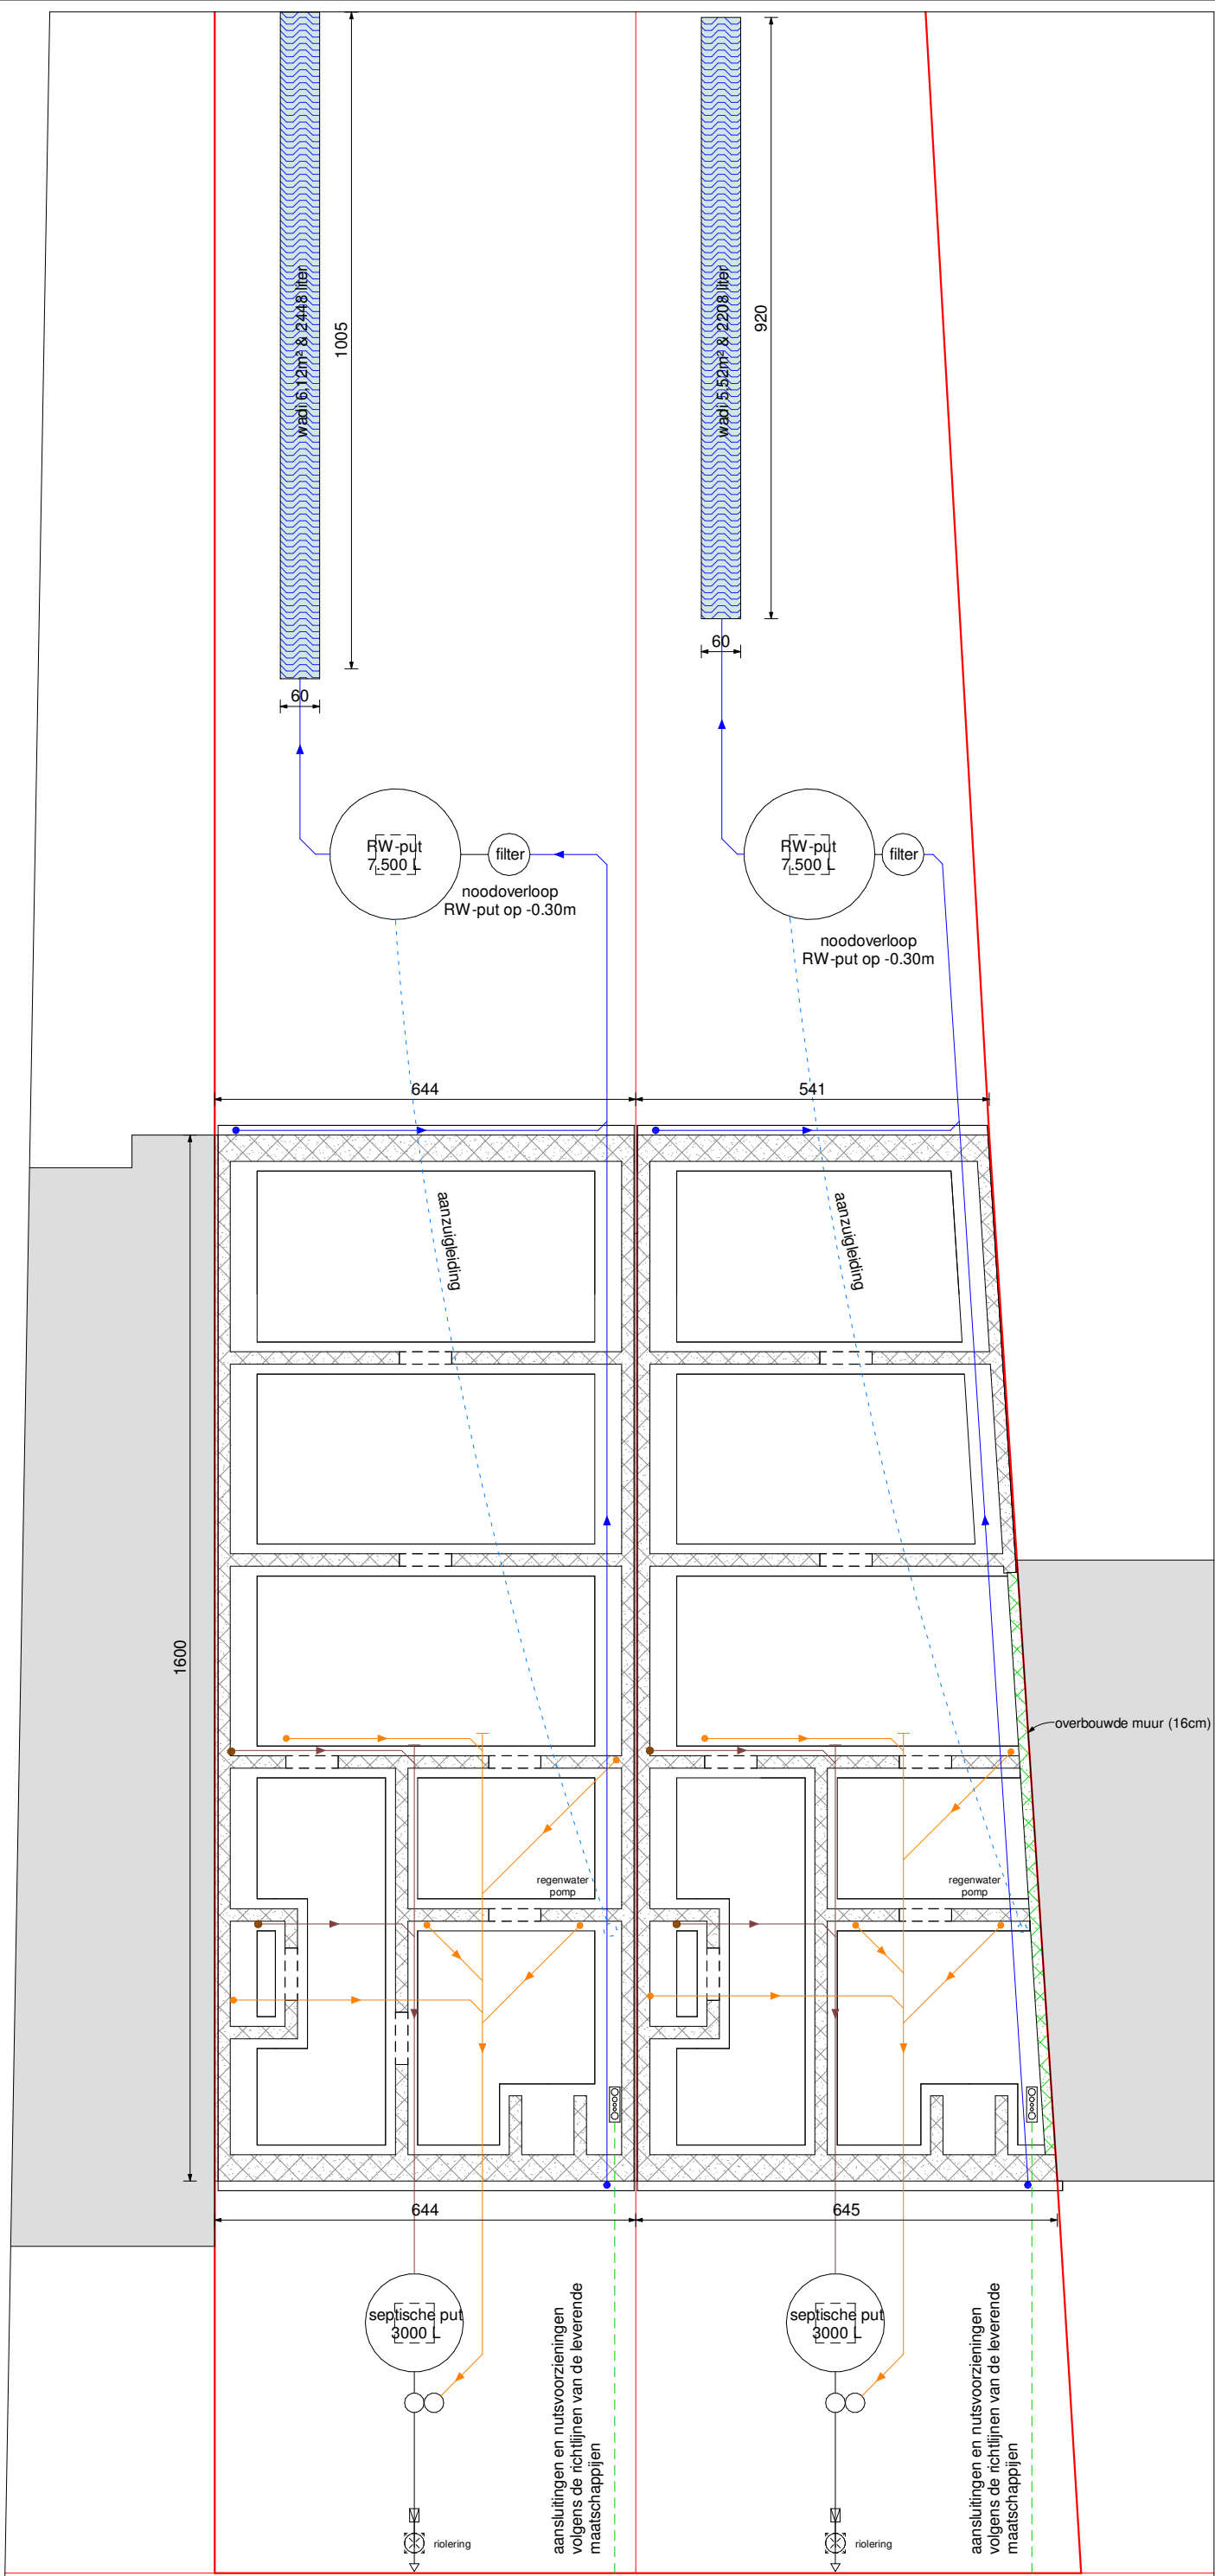 wadi 6,12m² & 2448 liter
1005
wadi 5.52m² & 2208 liter
920
60
60
RW-put
7.500 L
filter
noodoverloop
RW-put op -0.30m
RW-put
7.500 L
filter
noodoverloop
RW-put op -0.30m
644
541
aanzuigleiding
aanzuigleiding
1600
overbouwde muur (16cm)
regenwater
pomp
regenwater
pomp
644
645
septische put
3000 L
septische put
3000 L
aansluitingen en nutsvoorzieningen
volgens de richtlijnen van de leverende
maatschappijen
aansluitingen en nutsvoorzieningen
volgens de richtlijnen van de leverende
maatschappijen
riolering
riolering